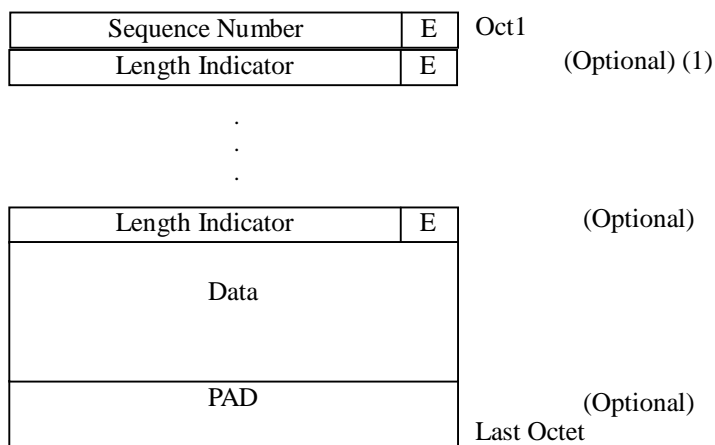 Sequence Number E Oct1
Length Indicator E (Optional) (1)
.
.
.
Length Indicator E (Optional)
Data
PAD (Optional)
Last Octet